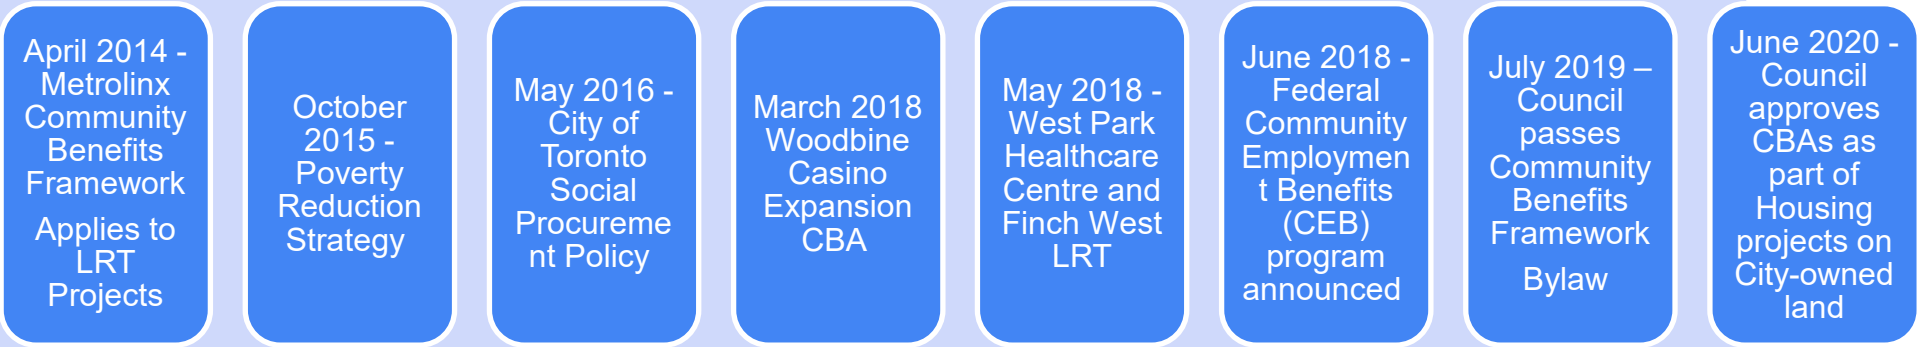 April 2014 -
Metrolinx
Community
Benefits
Framework
Applies to
LRT
Projects
October
2015 -
Poverty
Reduction
Strategy
May 2016 -
City of
Toronto
Social
Procureme
nt Policy
March 2018
Woodbine
Casino
Expansion
CBA
May 2018 -
West Park
Healthcare
Centre and
Finch West
LRT
June 2018 -
Federal
Community
Employmen
t Benefits
(CEB)
program
announced
July 2019 –
Council
passes
Community
Benefits
Framework
Bylaw
June 2020 -
Council
approves
CBAs as
part of
Housing
projects on
City-owned
land